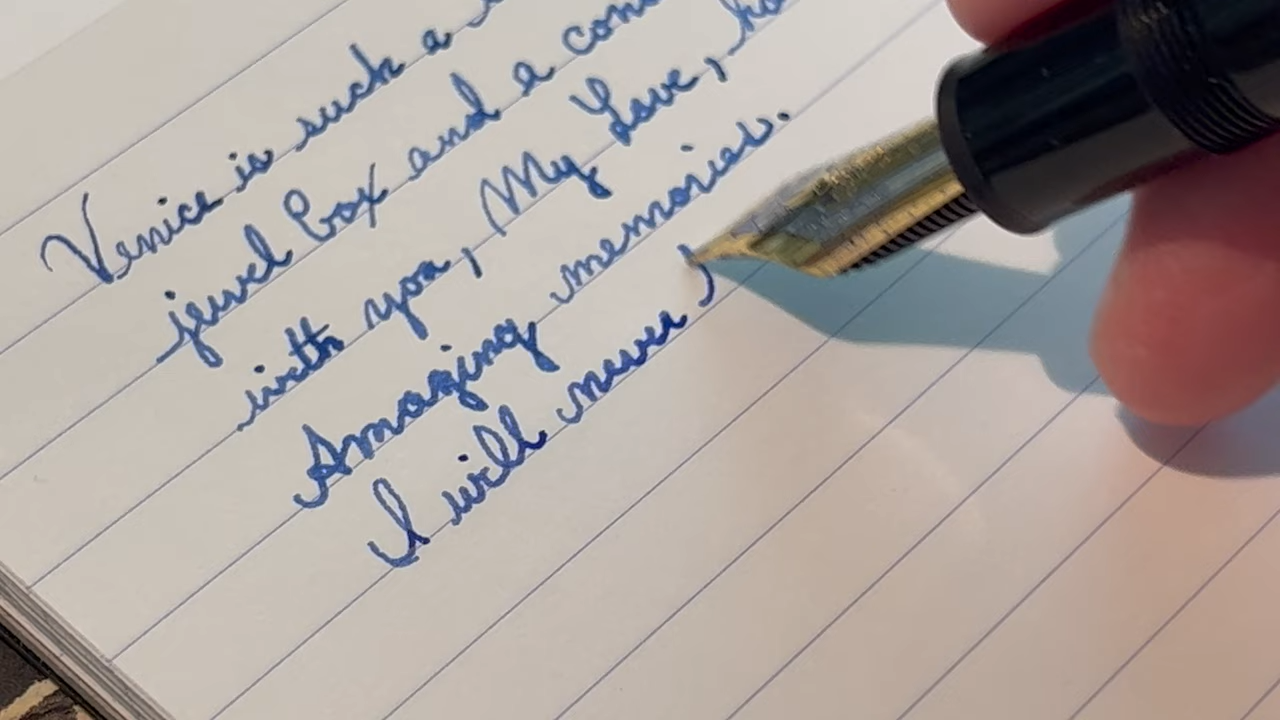 Venice is such a
jewel box and a
with you, My Love,
Amazing memories.
I will never